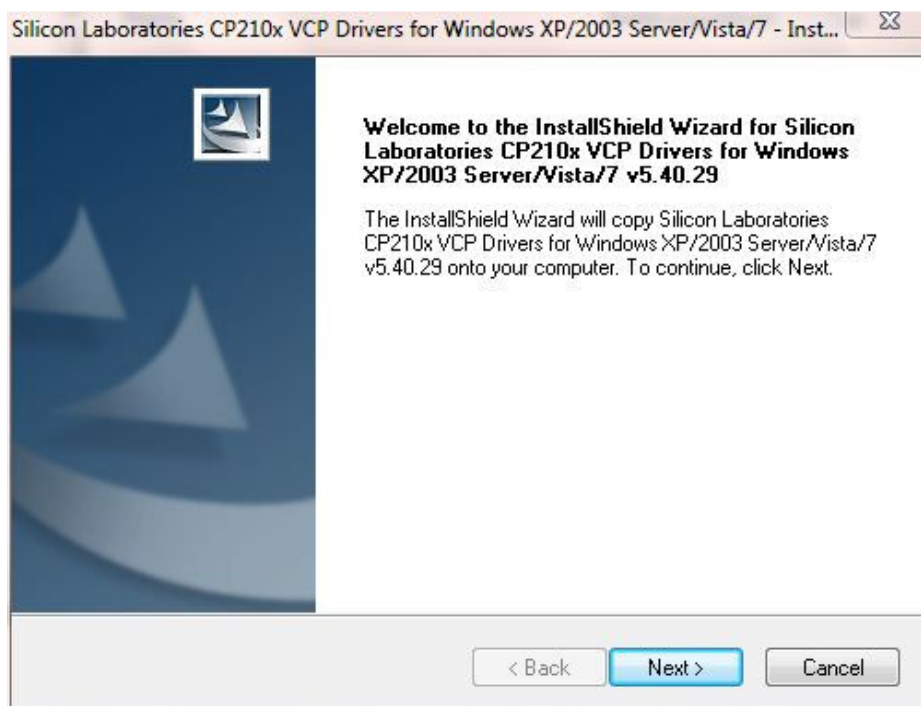 Silicon Laboratories CP210x VCP Drivers for Windows XP/2003 Server/Vista/7 - Inst...
Welcome to the InstallShield Wizard for Silicon
Laboratories CP210x VCP Drivers for Windows
XP/2003 Server/Vista/7 v5.40.29
The InstallShield Wizard will copy Silicon Laboratories
CP210x VCP Drivers for Windows XP/2003 Server/Vista/7
v5.40.29 onto your computer. To continue, click Next.
< Back
Next >
Cancel